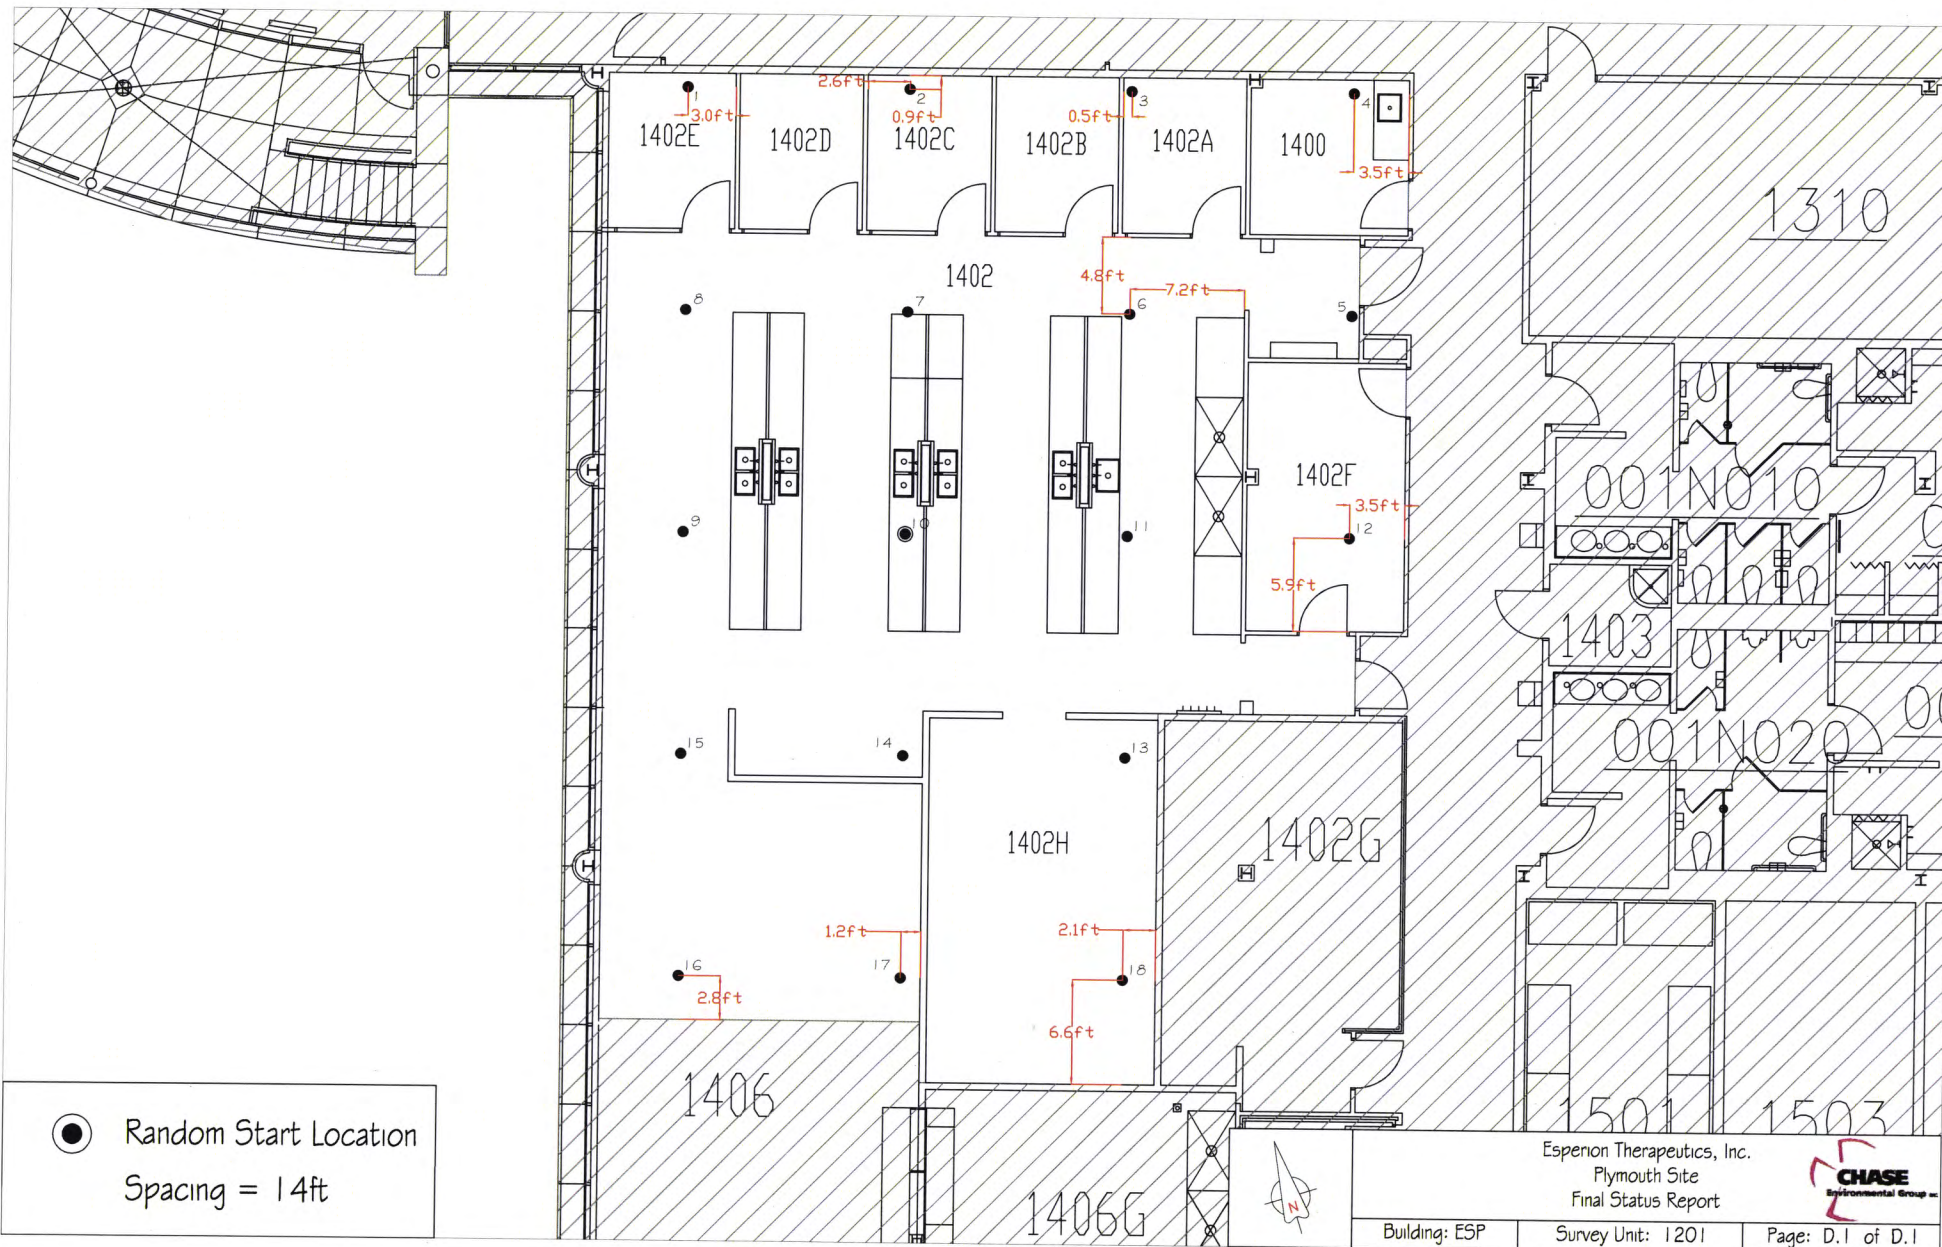 1
2.6ft
2
3
4
3.0ft
0.9ft
0.5ft
3.5ft
1402E
1402D
1402C
1402B
1402A
1400
1310
1402
4.8ft
7.2ft
8
7
6
5
1402F
001N010
3.5ft
9
10
11
12
5.9ft
1403
001N020
15
14
13
1402H
1402G
1.2ft
2.1ft
16
17
18
2.8ft
6.6ft
1406
1501
1503
1406G
Random Start Location
Spacing = 14ft
N
Esperion Therapeutics, Inc.
Plymouth Site
Final Status Report
CHASE
Environmental Group
Building: ESP
Survey Unit: 1201
Page: D.1 of D.1